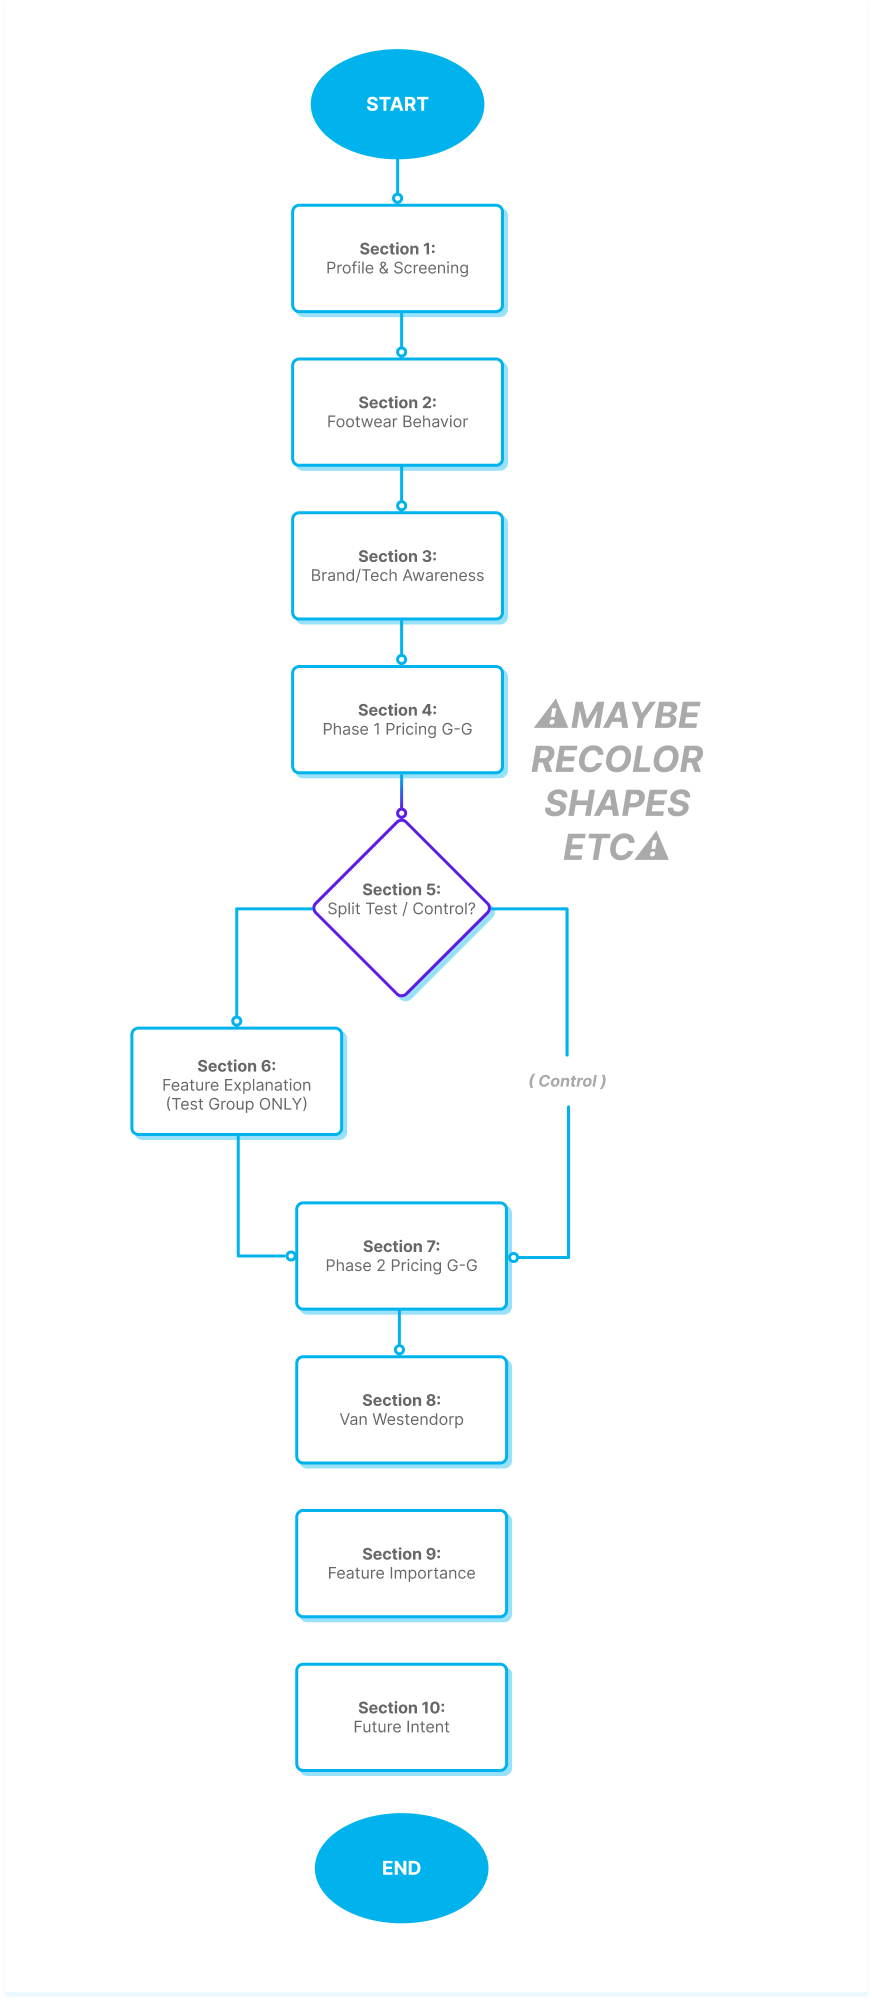 START
Section 1:
Profile & Screening
Section 2:
Footwear Behavior
Section 3:
Brand/Tech Awareness
Section 4:
Phase 1 Pricing G-G
⚠MAYBE
RECOLOR
SHAPES
ETC⚠
Section 5:
Split Test / Control?
Section 6:
Feature Explanation
(Test Group ONLY)
( Control )
Section 7:
Phase 2 Pricing G-G
Section 8:
Van Westendorp
Section 9:
Feature Importance
Section 10:
Future Intent
END